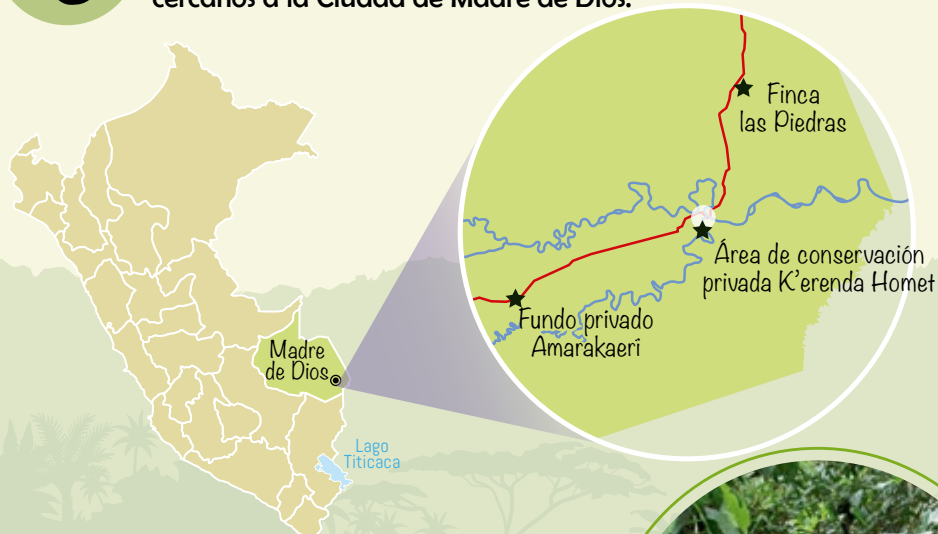 cercanos a la Ciudad de Madre de Dios.
Finca
las Piedras
Área de conservación
privada K'erenda Homet
Fundo privado
Amarakaeri
Madre
de Dios
Lago
Titicaca